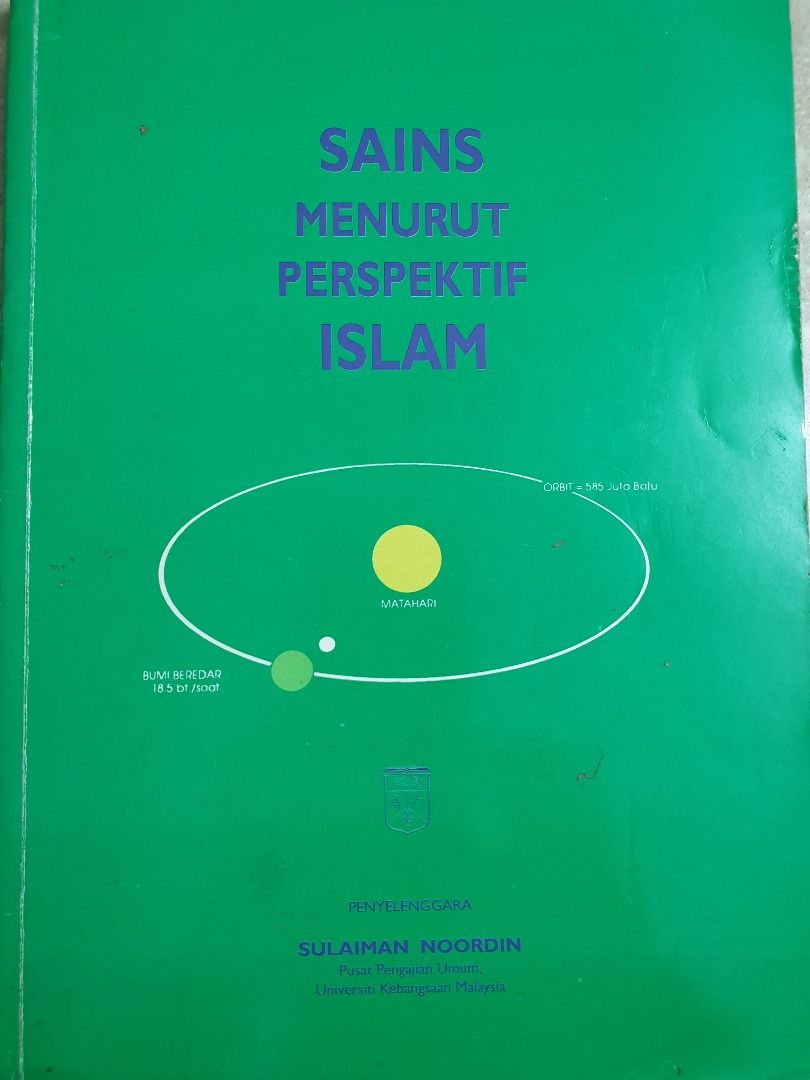 SAINS
MENURUT
PERSPEKTIF
ISLAM
ORBIT = 585 Juta Batu
MATAHARI
BUMI BEREDAR
18.5 bt./saat
PENYELENGGARA
SULAIMAN NOORDIN
Pusat Pengajian Umum,
Universiti Kebangsaan Malaysia